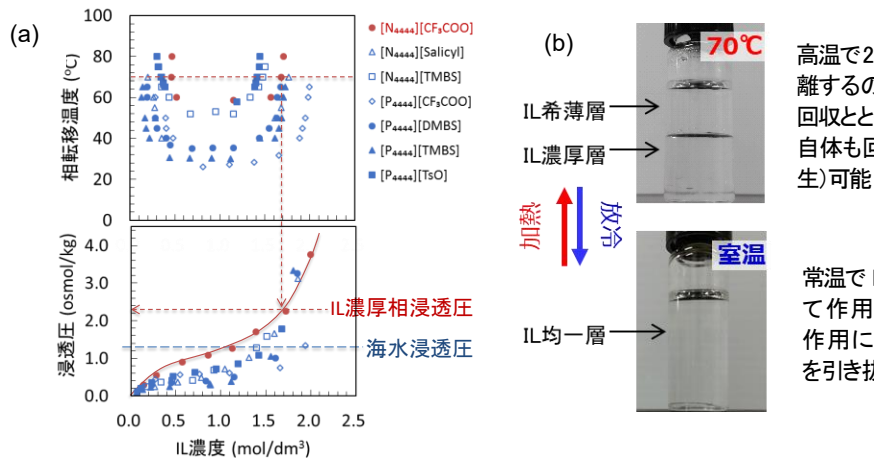 (a)
100
80
60
40
20
0
相転移温度 (℃)
[N₄₄₄₄][CF₃COO]
[N₄₄₄₄][Salicyl]
[N₄₄₄₄][TMBS]
[P₄₄₄₄][CF₃COO]
[P₄₄₄₄][DMBS]
[P₄₄₄₄][TMBS]
[P₄₄₄₄][TsO]
4.0
3.0
2.0
1.0
0.0
浸透圧 (osmol/kg)
IL濃厚相浸透圧
海水浸透圧
0.0 0.5 1.0 1.5 2.0 2.5
IL濃度 (mol/dm³)
(b)
70℃
IL希薄層
IL濃厚層
加熱
放冷
室温
IL均一層
高温で2
離するの
回収とと
自体も回
生)可能
常温で I
て作用
作用に
を引き抜